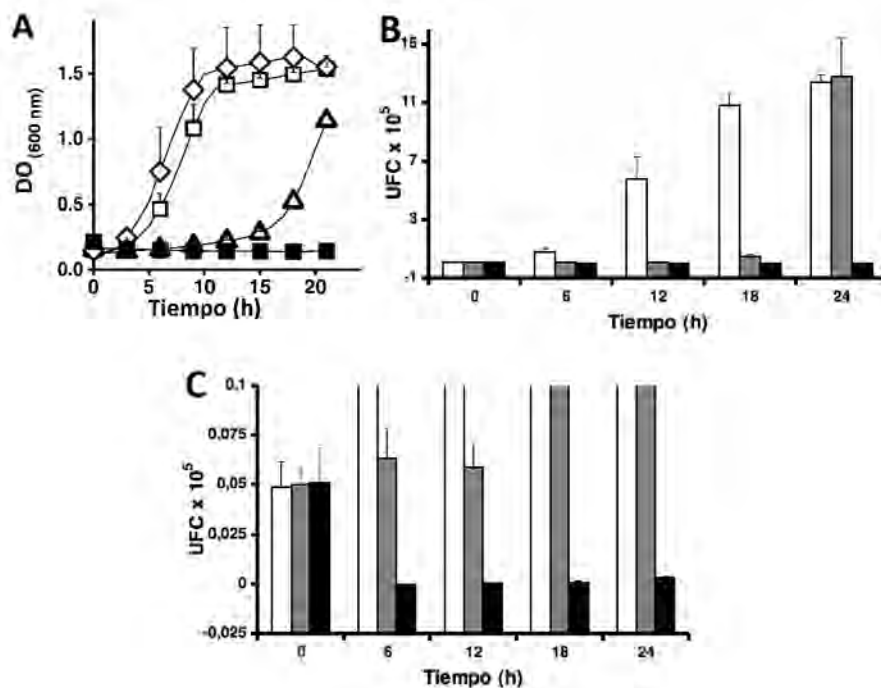 A
DO(600 nm)
1.5
1.0
0.5
0.0
0 5 10 15 20
Tiempo (h)
B
UFC x 10^5
15
11
7
3
-1
0 6 12 18 24
Tiempo (h)
C
UFC x 10^5
0,1
0,075
0,05
0,025
0
-0,025
0 6 12 18 24
Tiempo (h)